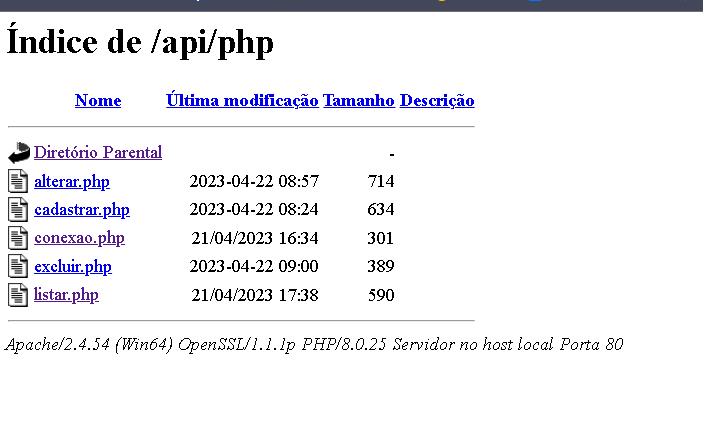 Índice de /api/php
Nome Última modificação Tamanho Descrição
Diretório Parental -
alterar.php 2023-04-22 08:57 714
cadastrar.php 2023-04-22 08:24 634
conexao.php 21/04/2023 16:34 301
excluir.php 2023-04-22 09:00 389
listar.php 21/04/2023 17:38 590
Apache/2.4.54 (Win64) OpenSSL/1.1.1p PHP/8.0.25 Servidor no host local Porta 80